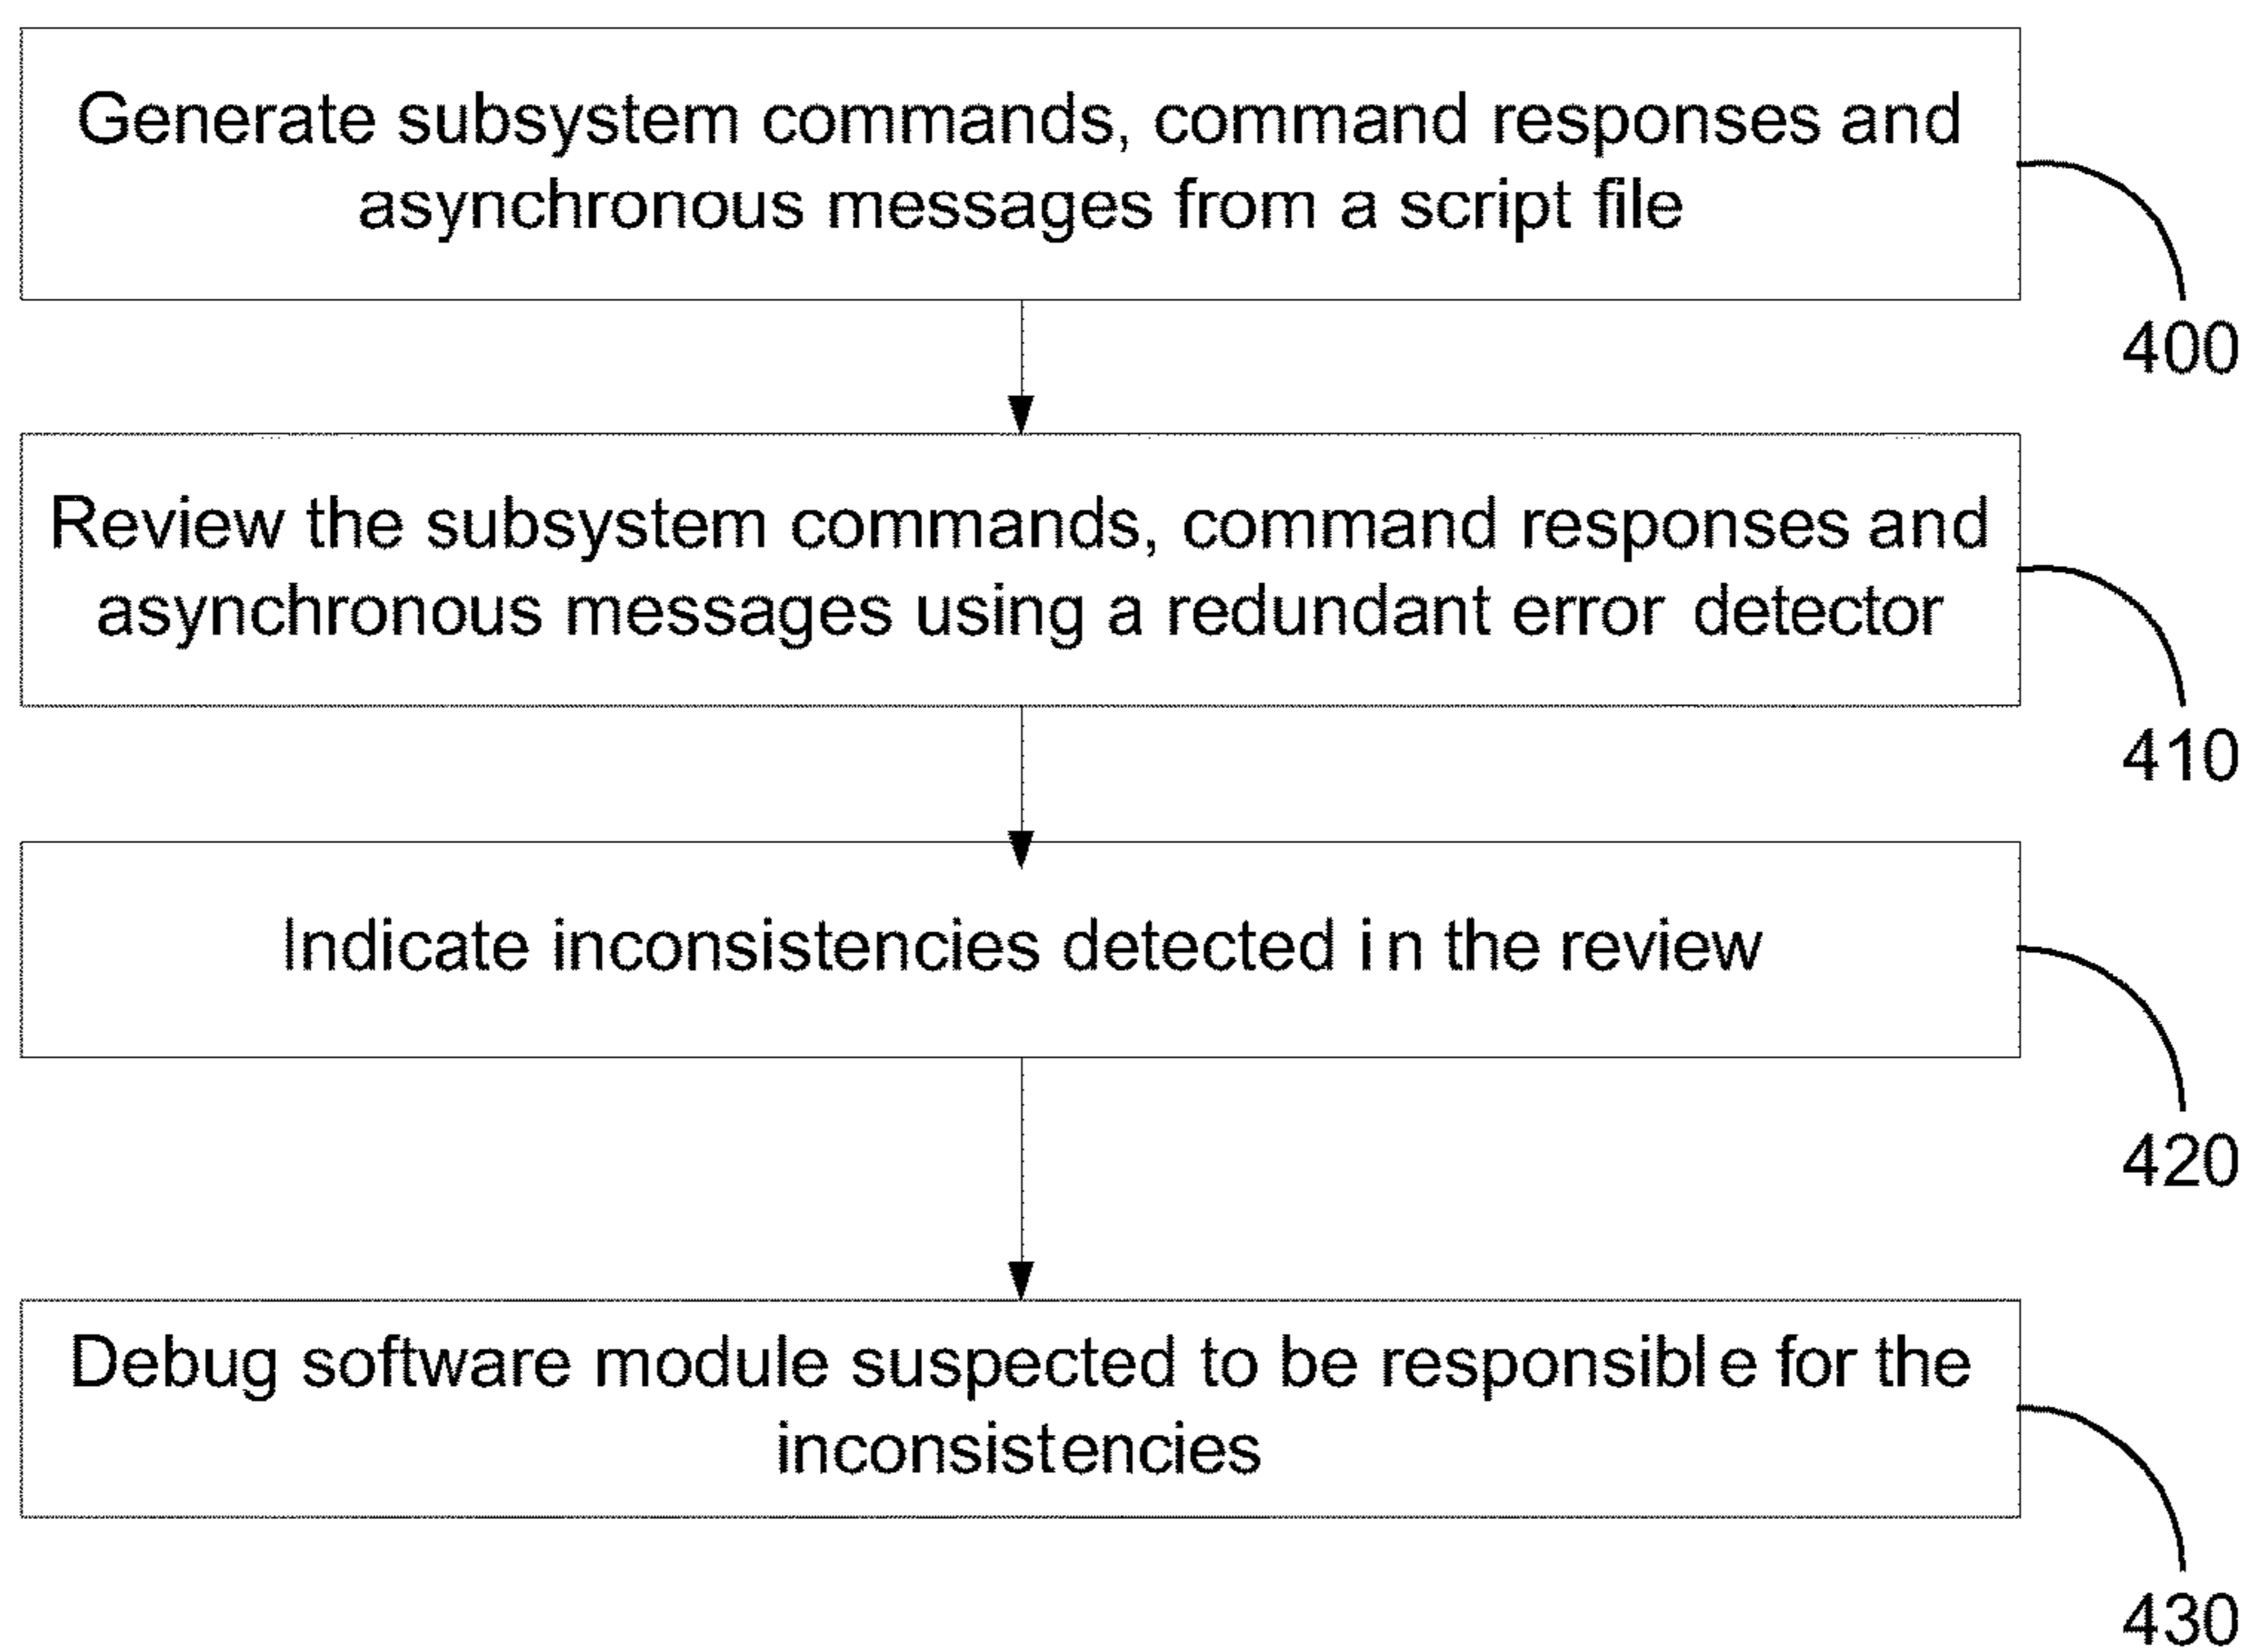 Generate subsystem commands, command responses and
asynchronous messages from a script file
400
Review the subsystem commands, command responses and
asynchronous messages using a redundant error detector
410
Indicate inconsistencies detected in the review
420
Debug software module suspected to be responsible for the
inconsistencies
430